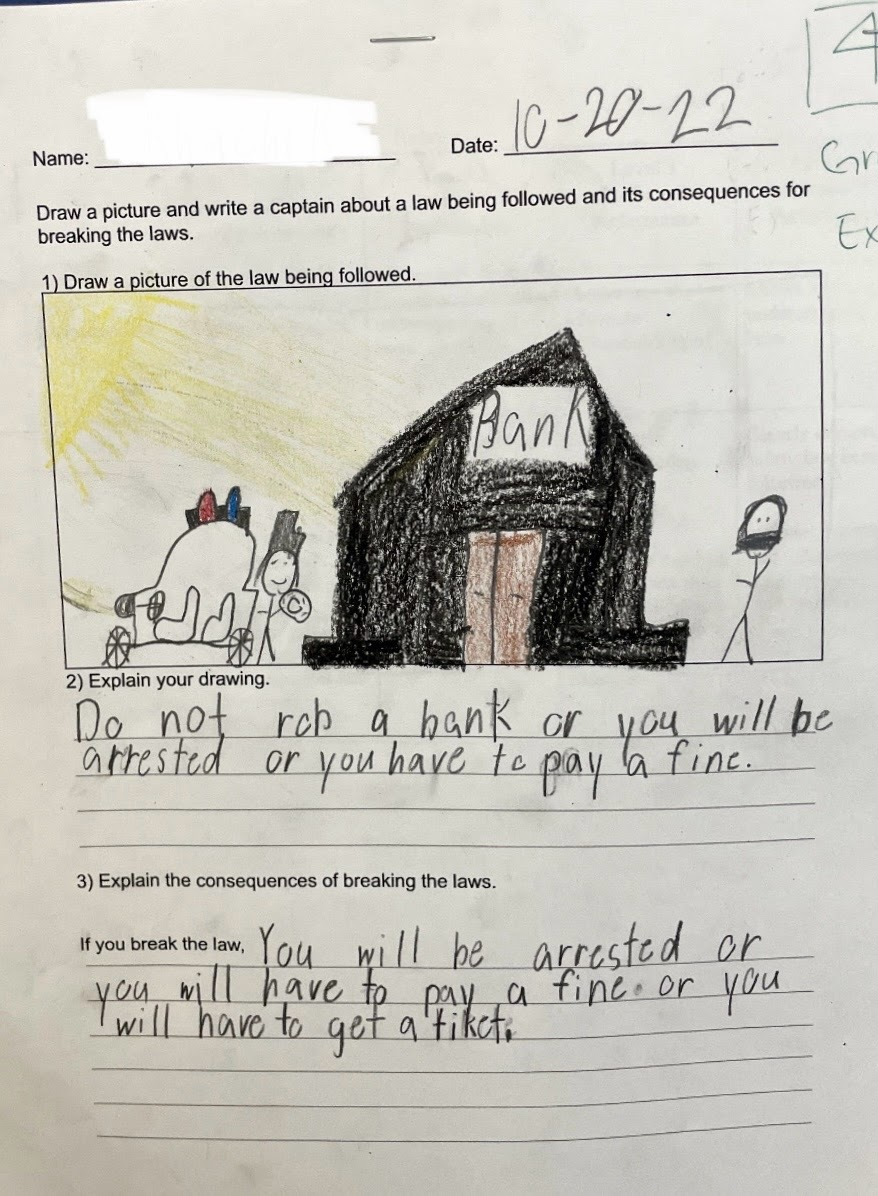 4
Name:
Date: 10-20-22
Gr
Ex
Draw a picture and write a captain about a law being followed and its consequences for
breaking the laws.
1) Draw a picture of the law being followed.
Bank
2) Explain your drawing.
Do not rob a bank or you will be
arrested or you have to pay a fine.
3) Explain the consequences of breaking the laws.
If you break the law, You will be arrested or
you will have to pay a fine. or you
will have to get a tiket.